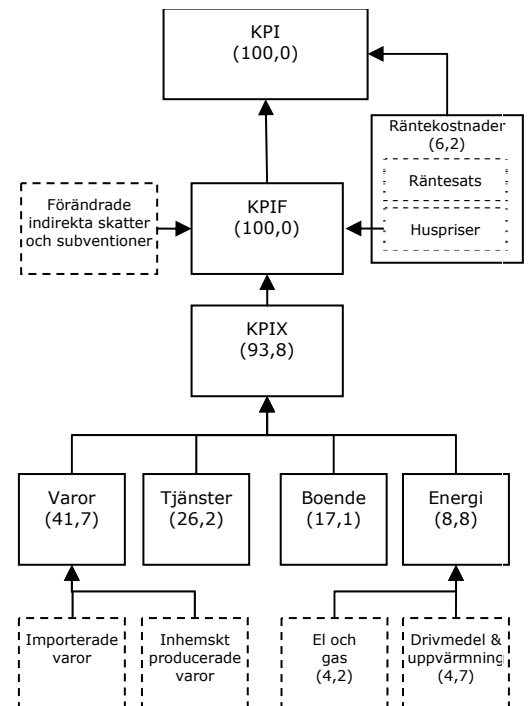 KPI
(100,0)
Räntekostnader
(6,2)
Räntesats
Huspriser
Förändrade
indirekta skatter
och subventioner
KPIF
(100,0)
KPIX
(93,8)
Varor
(41,7)
Tjänster
(26,2)
Boende
(17,1)
Energi
(8,8)
Importerade
varor
Inhemskt
producerade
varor
El och
gas
(4,2)
Drivmedel &
uppvärmning
(4,7)